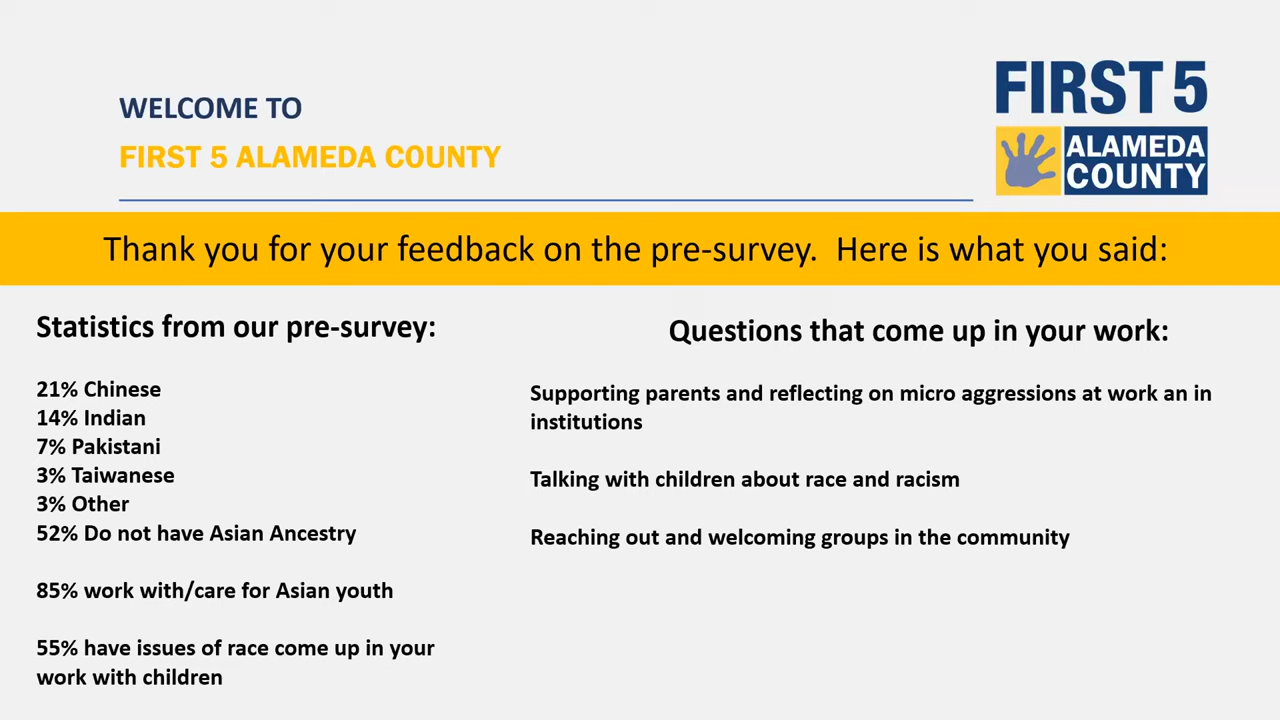 WELCOME TO
FIRST 5 ALAMEDA COUNTY
FIRST 5
ALAMEDA
COUNTY
Thank you for your feedback on the pre-survey.  Here is what you said:
Statistics from our pre-survey:
21% Chinese
14% Indian
7% Pakistani
3% Taiwanese
3% Other
52% Do not have Asian Ancestry
85% work with/care for Asian youth
55% have issues of race come up in your
work with children
Questions that come up in your work:
Supporting parents and reflecting on micro aggressions at work an in
institutions
Talking with children about race and racism
Reaching out and welcoming groups in the community